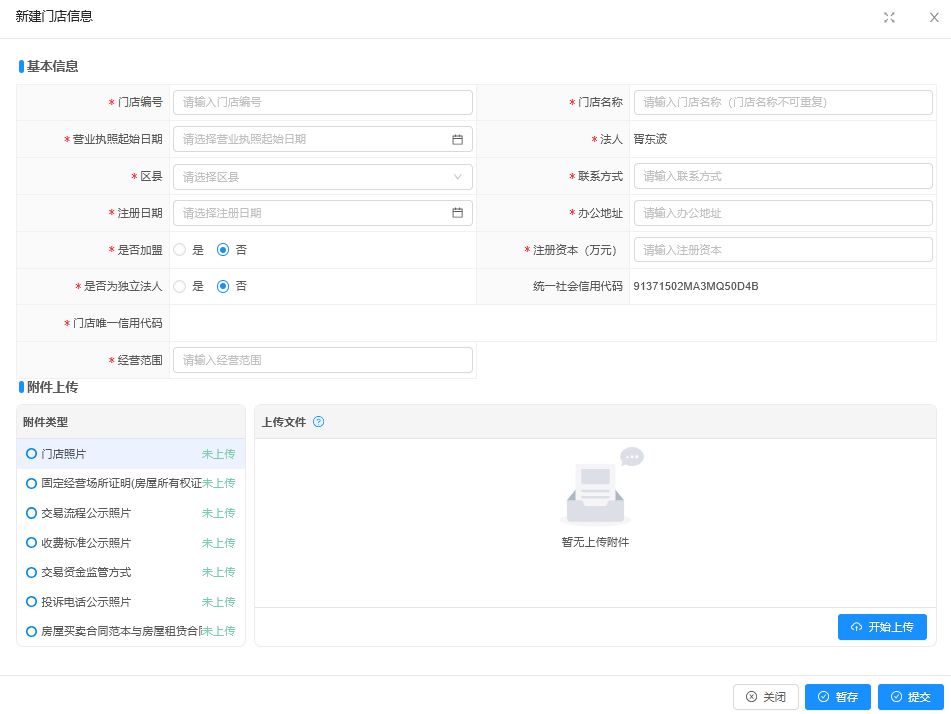 新建门店信息
基本信息
* 门店编号 请输入门店编号 * 门店名称 请输入门店名称（门店名称不可重复）
* 营业执照起始日期 请选择营业执照起始日期 * 法人 胥东波
* 区县 请选择区县 * 联系方式 请输入联系方式
* 注册日期 请选择注册日期 * 办公地址 请输入办公地址
* 是否加盟 是 否 * 注册资本（万元） 请输入注册资本
* 是否为独立法人 是 否 统一社会信用代码 91371502MA3MQ50D4B
* 门店唯一信用代码
* 经营范围 请输入经营范围
附件上传
附件类型 上传文件
门店照片 未上传
固定经营场所证明(房屋所有权证 未上传
交易流程公示照片 未上传
收费标准公示照片 未上传
交易资金监管方式 未上传
投诉电话公示照片 未上传
房屋买卖合同范本与房屋租赁合同 未上传
暂无上传附件
开始上传
关闭 暂存 提交